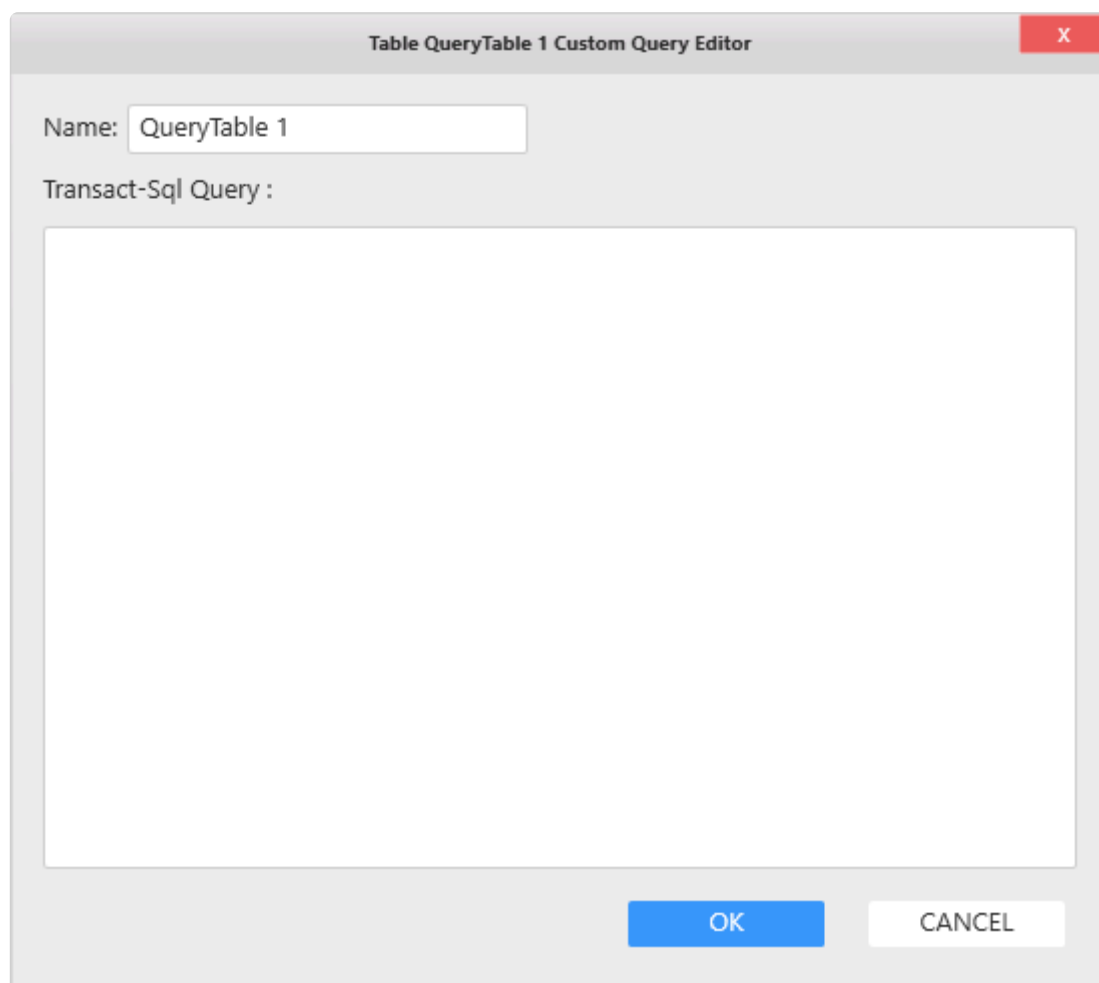 Table QueryTable 1 Custom Query Editor
X
Name: QueryTable 1
Transact-Sql Query :
OK CANCEL